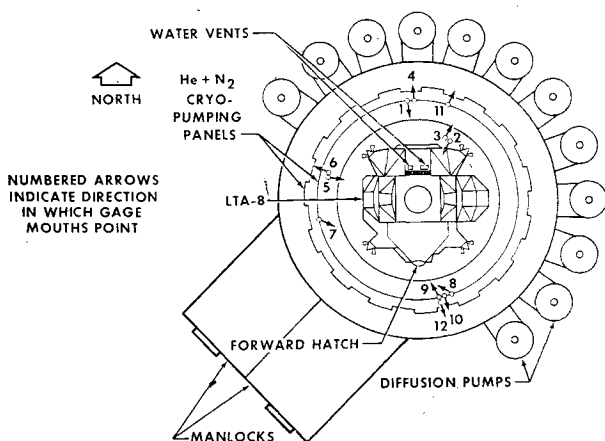 WATER VENTS
NORTH
He + N2
CRYO-
PUMPING
PANELS
NUMBERED ARROWS
INDICATE DIRECTION
IN WHICH GAGE
MOUTHS POINT
LTA-8
4
1
11
3
2
6
5
7
9
8
10
12
FORWARD HATCH
DIFFUSION PUMPS
MANLOCKS